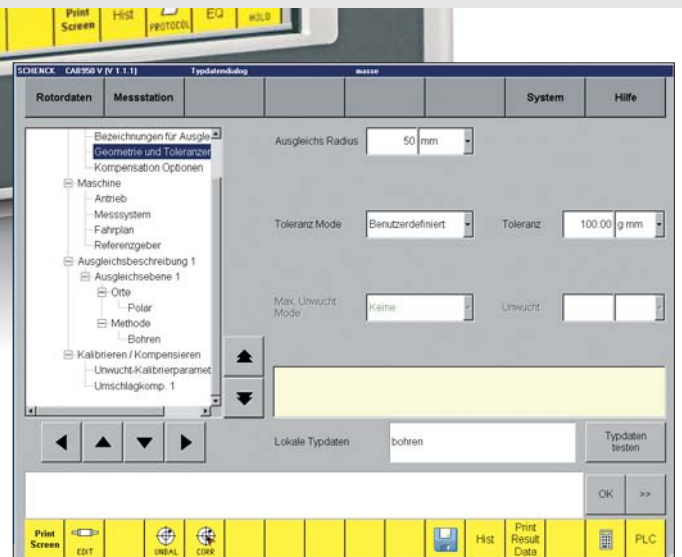 Print Screen
Hist
PROTOCOL
EQ
HOLD
SCHENCK CAB950 V (V 1.1.1) Typdatendialog masse
Rotordaten Messstation System Hilfe
Bezeichnungen für Ausgle
Geometrie und Toleranzen
Kompensation Optionen
Maschine
Antrieb
Messsystem
Fahrplan
Referenzgeber
Ausgleichsbeschreibung 1
Ausgleichsebene 1
Orte
Polar
Methode
Bohren
Kalibrieren / Kompensieren
Unwucht-Kalibrierparamet
Umschlagkomp. 1
Ausgleichs Radius 50 mm
Toleranz Mode Benutzerdefiniert Toleranz 100.00 g mm
Max. Unwucht Mode Keine Unwucht
Lokale Typdaten bohren Typdaten testen
OK >>
Print Screen
EDIT
UNBAL
CORR
Hist
Print Result Data
PLC